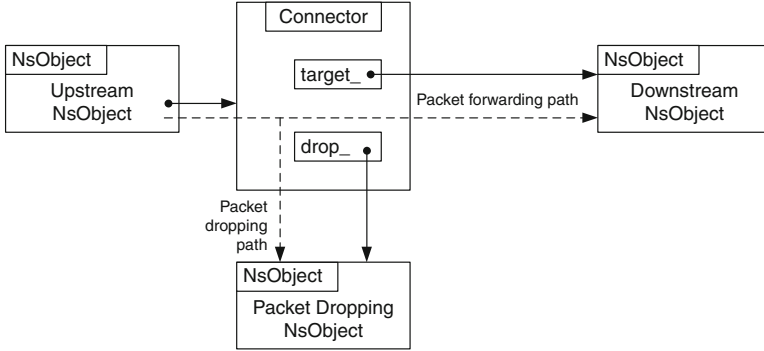 Connector
NsObject
Upstream
NsObject
target_
Packet forwarding path
NsObject
Downstream
NsObject
drop_
Packet
dropping
path
NsObject
Packet Dropping
NsObject